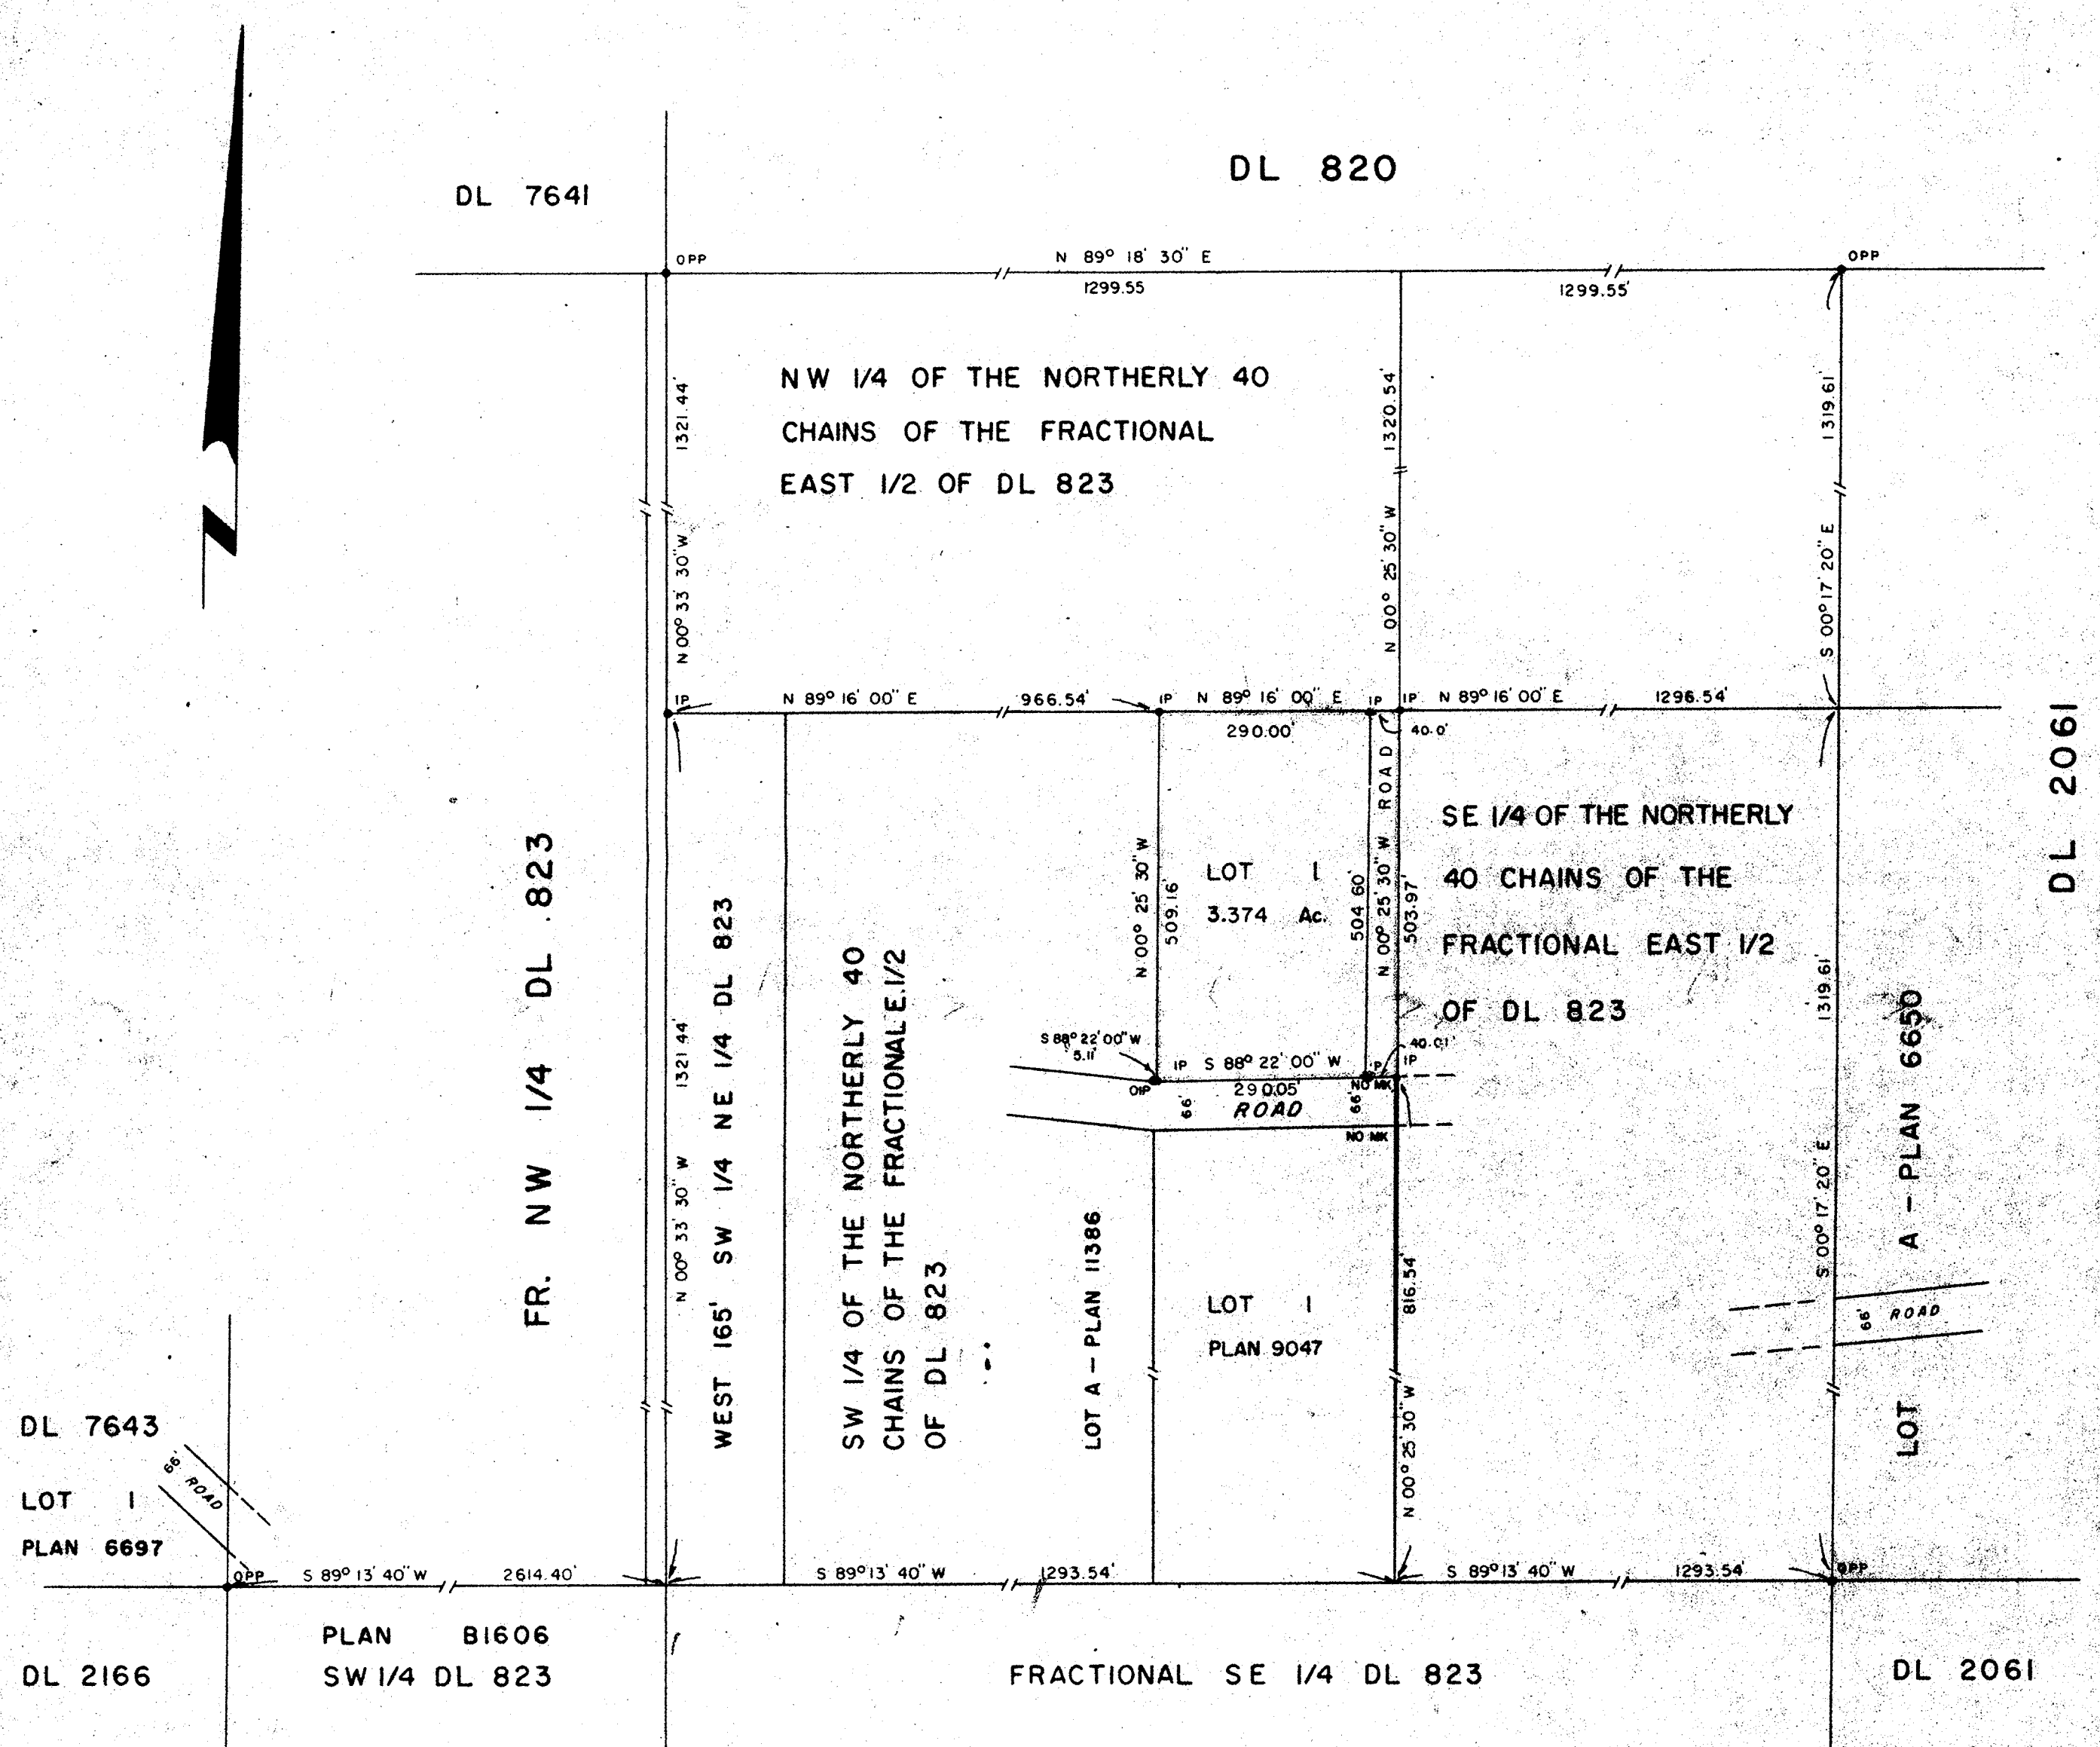 DL 820
DL 7641
OPP
N 89° 18' 30" E
OPP
1299.55
1299.55'
NW 1/4 OF THE NORTHERLY 40
CHAINS OF THE FRACTIONAL
EAST 1/2 OF DL 823
1321.44'
N 00° 33' 30" W
1320.54'
N 00° 25' 30" W
1319.61'
S 00° 17' 20" E
IP
N 89° 16' 00" E
966.54'
IP
N 89° 16' 00" E
IP
IP
N 89° 16' 00" E
1296.54'
290.00'
40.0'
DL 2061
FR. NW 1/4 DL 823
1321.44'
N 00° 33' 30" W
WEST 165' SW 1/4 NE 1/4 DL 823
SW 1/4 OF THE NORTHERLY 40
CHAINS OF THE FRACTIONAL E.1/2
OF DL 823
N 00° 25' 30" W
509.16'
LOT 1
3.374 Ac.
504.60'
N 00° 25' 30" W ROAD
503.97'
SE 1/4 OF THE NORTHERLY
40 CHAINS OF THE
FRACTIONAL EAST 1/2
OF DL 823
1319.61'
S 00° 17' 20" E
LOT A - PLAN 6650
S 88° 22' 00" W
5.11'
IP
S 88° 22' 00" W
IP
40.01'
IP
OIP
290.05'
NO MK
66'
ROAD
66'
NO MK
LOT A - PLAN 11386
LOT 1
PLAN 9047
816.54'
N 00° 25' 30" W
66'
ROAD
DL 7643
66'
ROAD
LOT 1
PLAN 6697
OPP
S 89° 13' 40" W
2614.40'
S 89° 13' 40" W
1293.54'
S 89° 13' 40" W
1293.54'
OPP
PLAN B1606
DL 2166
SW 1/4 DL 823
FRACTIONAL SE 1/4 DL 823
DL 2061